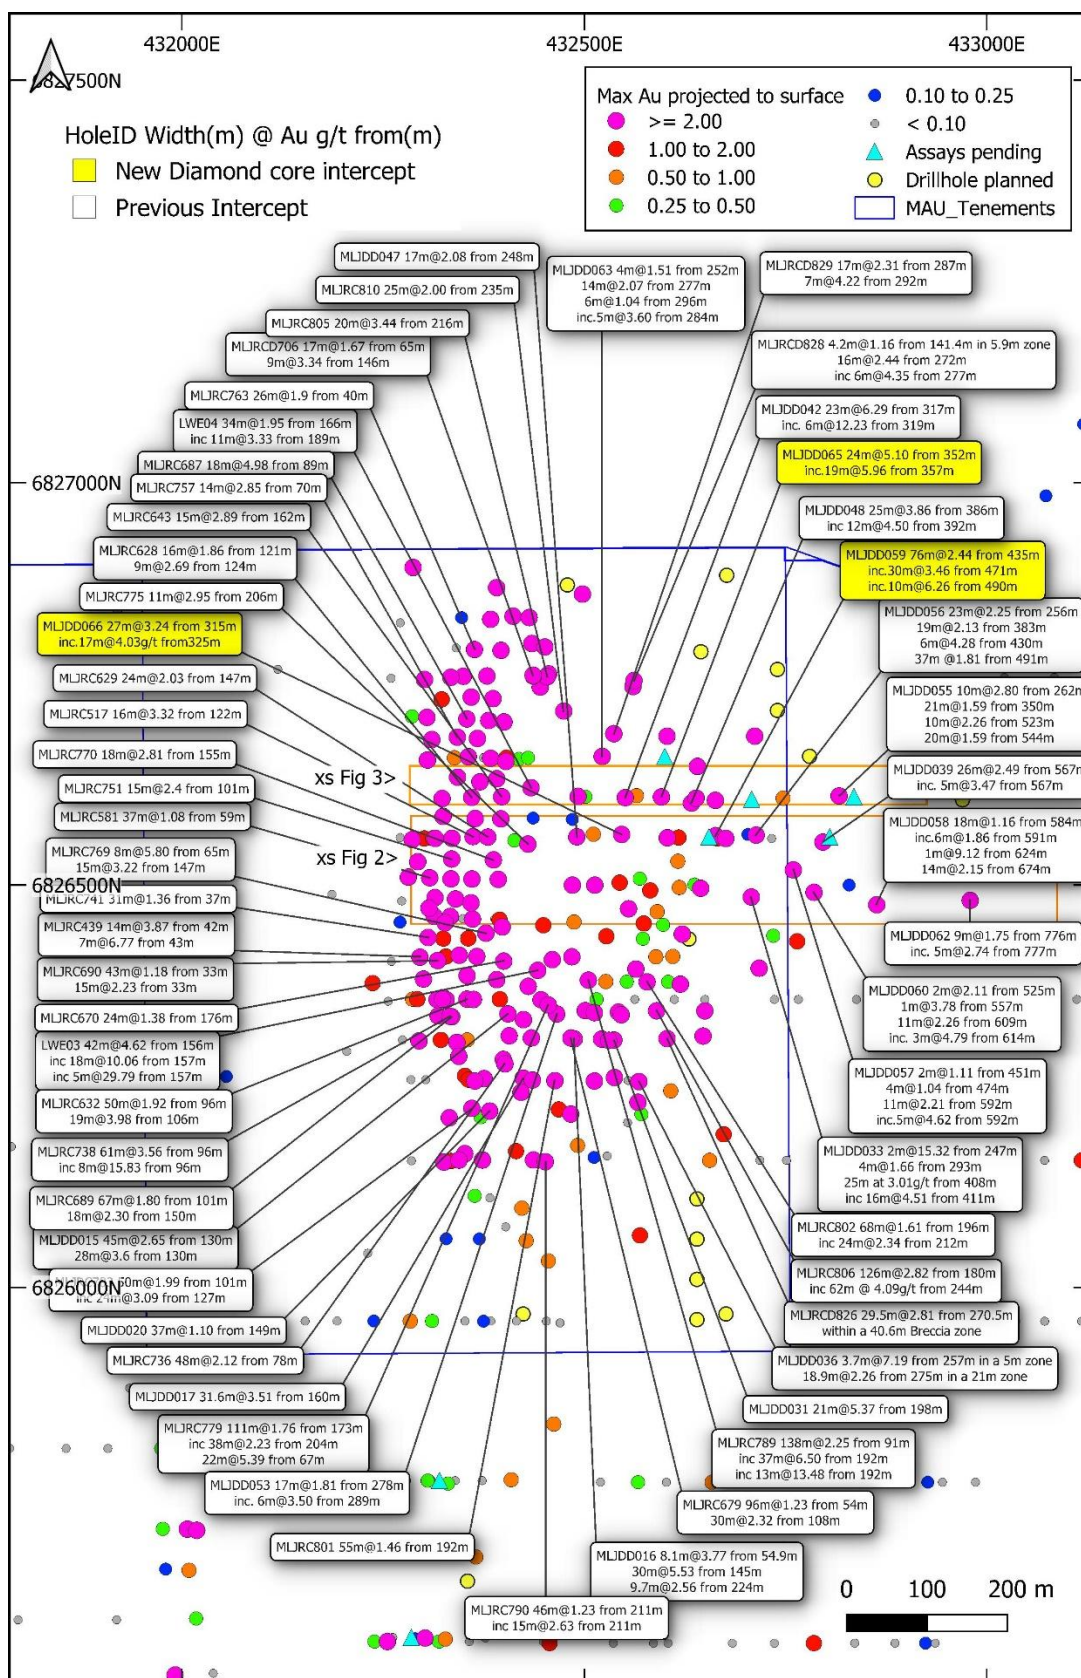 432000E
432500E
433000E
6827500N
HoleID Width(m) @ Au g/t from(m)
New Diamond core intercept
Previous Intercept
Max Au projected to surface
>= 2.00
1.00 to 2.00
0.50 to 1.00
0.25 to 0.50
0.10 to 0.25
< 0.10
Assays pending
Drillhole planned
MAU_Tenements
MLJDD047 17m@2.08 from 248m
MLJRC810 25m@2.00 from 235m
MLJRC805 20m@3.44 from 216m
MLJRCD706 17m@1.67 from 65m
9m@3.34 from 146m
MLJRC763 26m@1.9 from 40m
LWE04 34m@1.95 from 166m
inc 11m@3.33 from 189m
MLJRC687 18m@4.98 from 89m
MLJRC757 14m@2.85 from 70m
6827000N
MLJRC643 15m@2.89 from 162m
MLJRC628 16m@1.86 from 121m
9m@2.69 from 124m
MLJRC775 11m@2.95 from 206m
MLJDD066 27m@3.24 from 315m
inc.17m@4.03g/t from325m
MLJRC629 24m@2.03 from 147m
MLJRC517 16m@3.32 from 122m
MLJRC770 18m@2.81 from 155m
xs Fig 3>
MLJRC751 15m@2.4 from 101m
MLJRC581 37m@1.08 from 59m
MLJRC769 8m@5.80 from 65m
15m@3.22 from 147m
xs Fig 2>
6826500N
MLJRC741 31m@1.36 from 37m
MLJRC439 14m@3.87 from 42m
7m@6.77 from 43m
MLJRC690 43m@1.18 from 33m
15m@2.23 from 33m
MLJRC670 24m@1.38 from 176m
LWE03 42m@4.62 from 156m
inc 18m@10.06 from 157m
inc 5m@29.79 from 157m
MLJRC632 50m@1.92 from 96m
19m@3.98 from 106m
MLJRC738 61m@3.56 from 96m
inc 8m@15.83 from 96m
MLJRC689 67m@1.80 from 101m
18m@2.30 from 150m
MLJDD015 45m@2.65 from 130m
28m@3.6 from 130m
6826000N
@1.99 from 101m
inc 24m@3.09 from 127m
MLJDD020 37m@1.10 from 149m
MLJRC736 48m@2.12 from 78m
MLJDD017 31.6m@3.51 from 160m
MLJRC779 111m@1.76 from 173m
inc 38m@2.23 from 204m
22m@5.39 from 67m
MLJDD053 17m@1.81 from 278m
inc. 6m@3.50 from 289m
MLJRC801 55m@1.46 from 192m
MLJDD063 4m@1.51 from 252m
14m@2.07 from 277m
6m@1.04 from 296m
inc.5m@3.60 from 284m
MLJRCD829 17m@2.31 from 287m
7m@4.22 from 292m
MLJRCD828 4.2m@1.16 from 141.4m in 5.9m zone
16m@2.44 from 272m
inc 6m@4.35 from 277m
MLJDD042 23m@6.29 from 317m
inc. 6m@12.23 from 319m
MLJDD065 24m@5.10 from 352m
inc.19m@5.96 from 357m
MLJDD048 25m@3.86 from 386m
inc 12m@4.50 from 392m
MLJDD059 76m@2.44 from 435m
inc.30m@3.46 from 471m
inc.10m@6.26 from 490m
MLJDD056 23m@2.25 from 256m
19m@2.13 from 383m
6m@4.28 from 430m
37m @1.81 from 491m
MLJDD055 10m@2.80 from 262m
21m@1.59 from 350m
10m@2.26 from 523m
20m@1.59 from 544m
MLJDD039 26m@2.49 from 567m
inc. 5m@3.47 from 567m
MLJDD058 18m@1.16 from 584m
inc.6m@1.86 from 591m
1m@9.12 from 624m
14m@2.15 from 674m
MLJDD062 9m@1.75 from 776m
inc. 5m@2.74 from 777m
MLJDD060 2m@2.11 from 525m
1m@3.78 from 557m
11m@2.26 from 609m
inc. 3m@4.79 from 614m
MLJDD057 2m@1.11 from 451m
4m@1.04 from 474m
11m@2.21 from 592m
inc.5m@4.62 from 592m
MLJDD033 2m@15.32 from 247m
4m@1.66 from 293m
25m at 3.01g/t from 408m
inc 16m@4.51 from 411m
MLJRC802 68m@1.61 from 196m
inc 24m@2.34 from 212m
MLJRC806 126m@2.82 from 180m
inc 62m @ 4.09g/t from 244m
MLJRCD826 29.5m@2.81 from 270.5m
within a 40.6m Breccia zone
MLJDD036 3.7m@7.19 from 257m in a 5m zone
18.9m@2.26 from 275m in a 21m zone
MLJDD031 21m@5.37 from 198m
MLJRC789 138m@2.25 from 91m
inc 37m@6.50 from 192m
inc 13m@13.48 from 192m
MLJRC679 96m@1.23 from 54m
30m@2.32 from 108m
MLJDD016 8.1m@3.77 from 54.9m
30m@5.53 from 145m
9.7m@2.56 from 224m
MLJRC790 46m@1.23 from 211m
inc 15m@2.63 from 211m
0 100 200 m